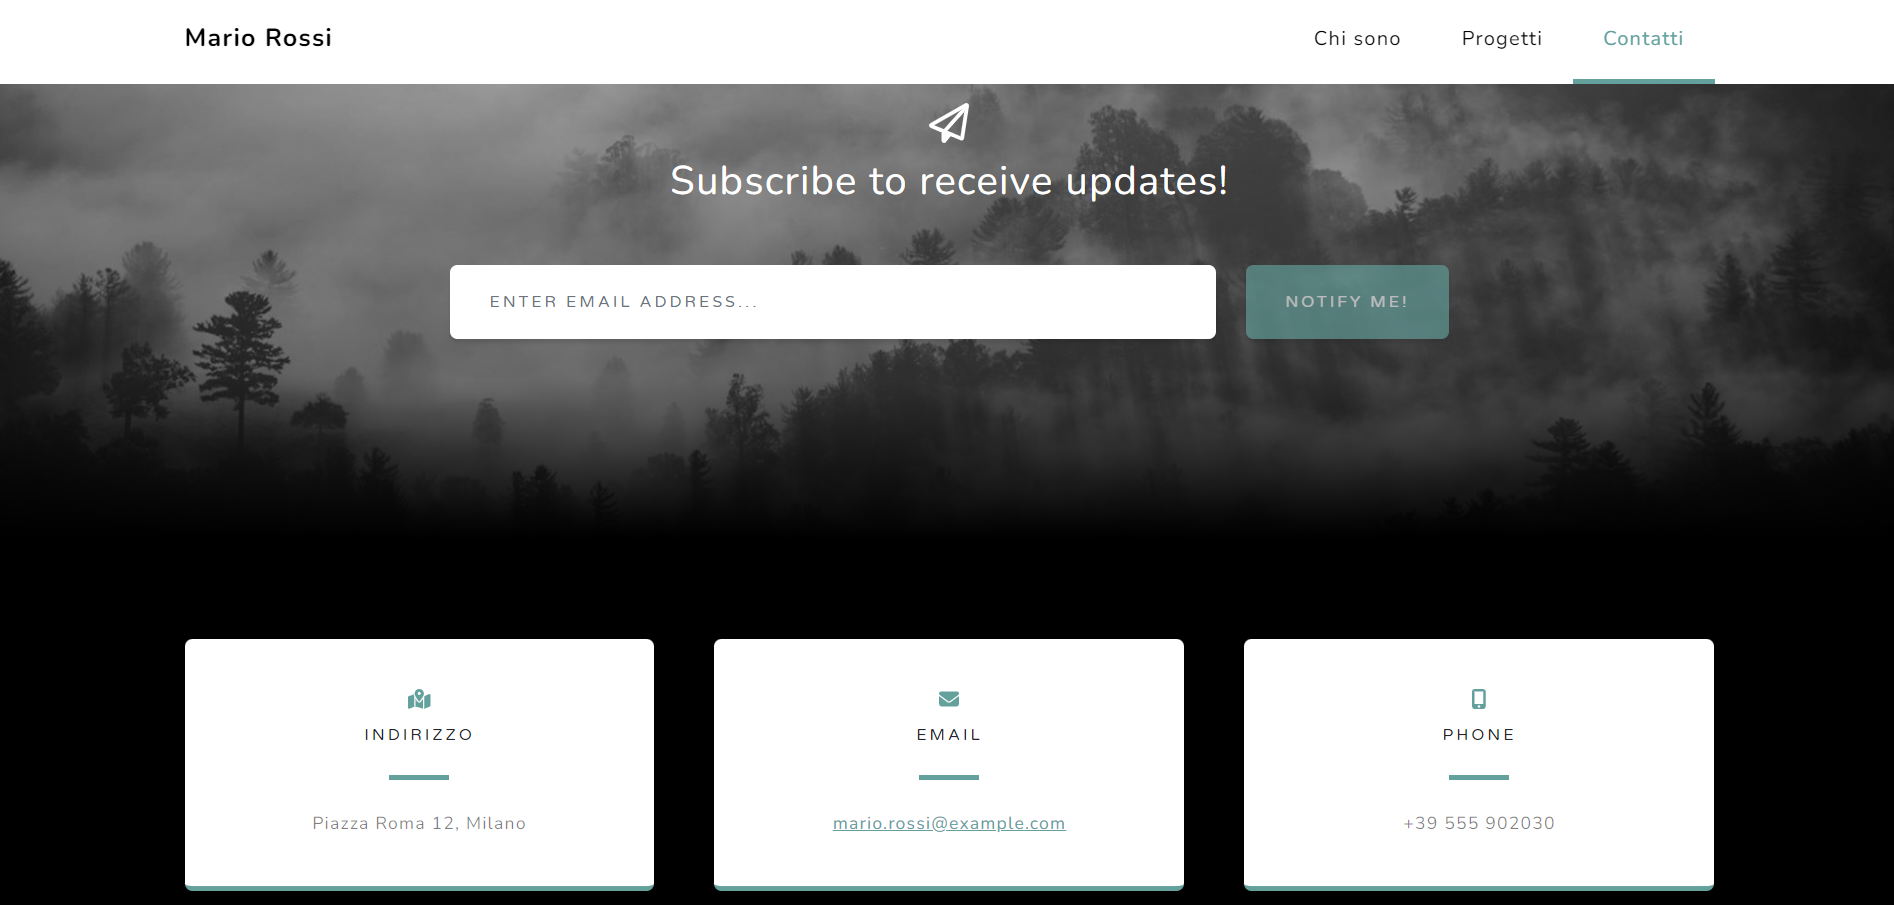 Mario Rossi
Chi sono
Progetti
Contatti
Subscribe to receive updates!
ENTER EMAIL ADDRESS...
NOTIFY ME!
INDIRIZZO
Piazza Roma 12, Milano
EMAIL
mario.rossi@example.com
PHONE
+39 555 902030